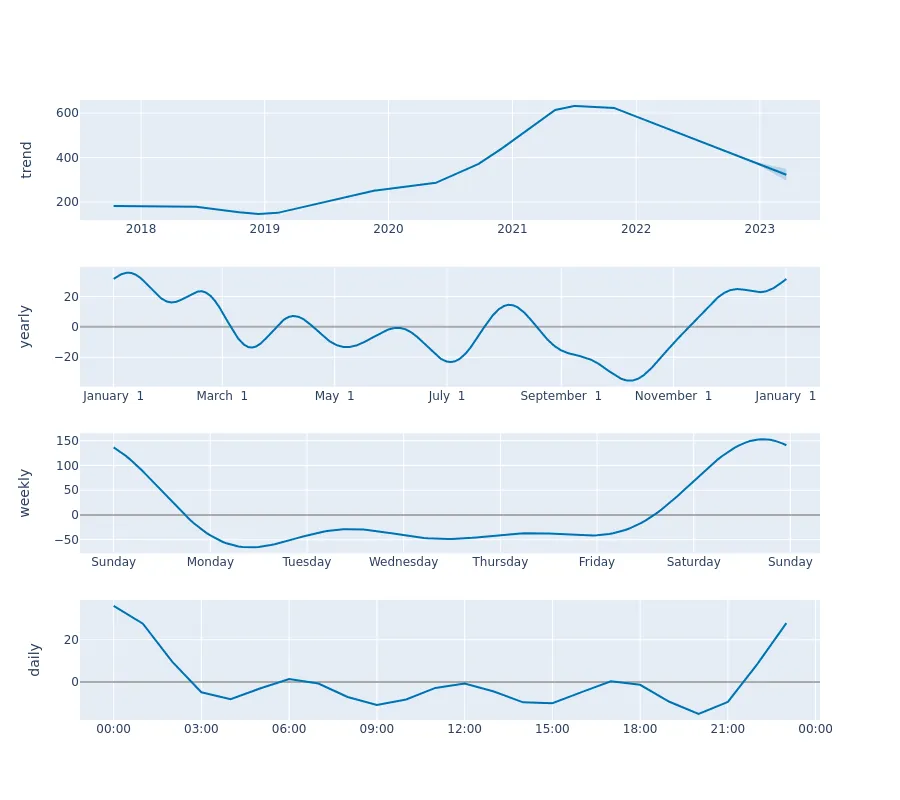 trend
600
400
200
2018 2019 2020 2021 2022 2023
yearly
20
0
−20
January 1 March 1 May 1 July 1 September 1 November 1 January 1
weekly
150
100
50
0
−50
Sunday Monday Tuesday Wednesday Thursday Friday Saturday Sunday
daily
20
0
00:00 03:00 06:00 09:00 12:00 15:00 18:00 21:00 00:00